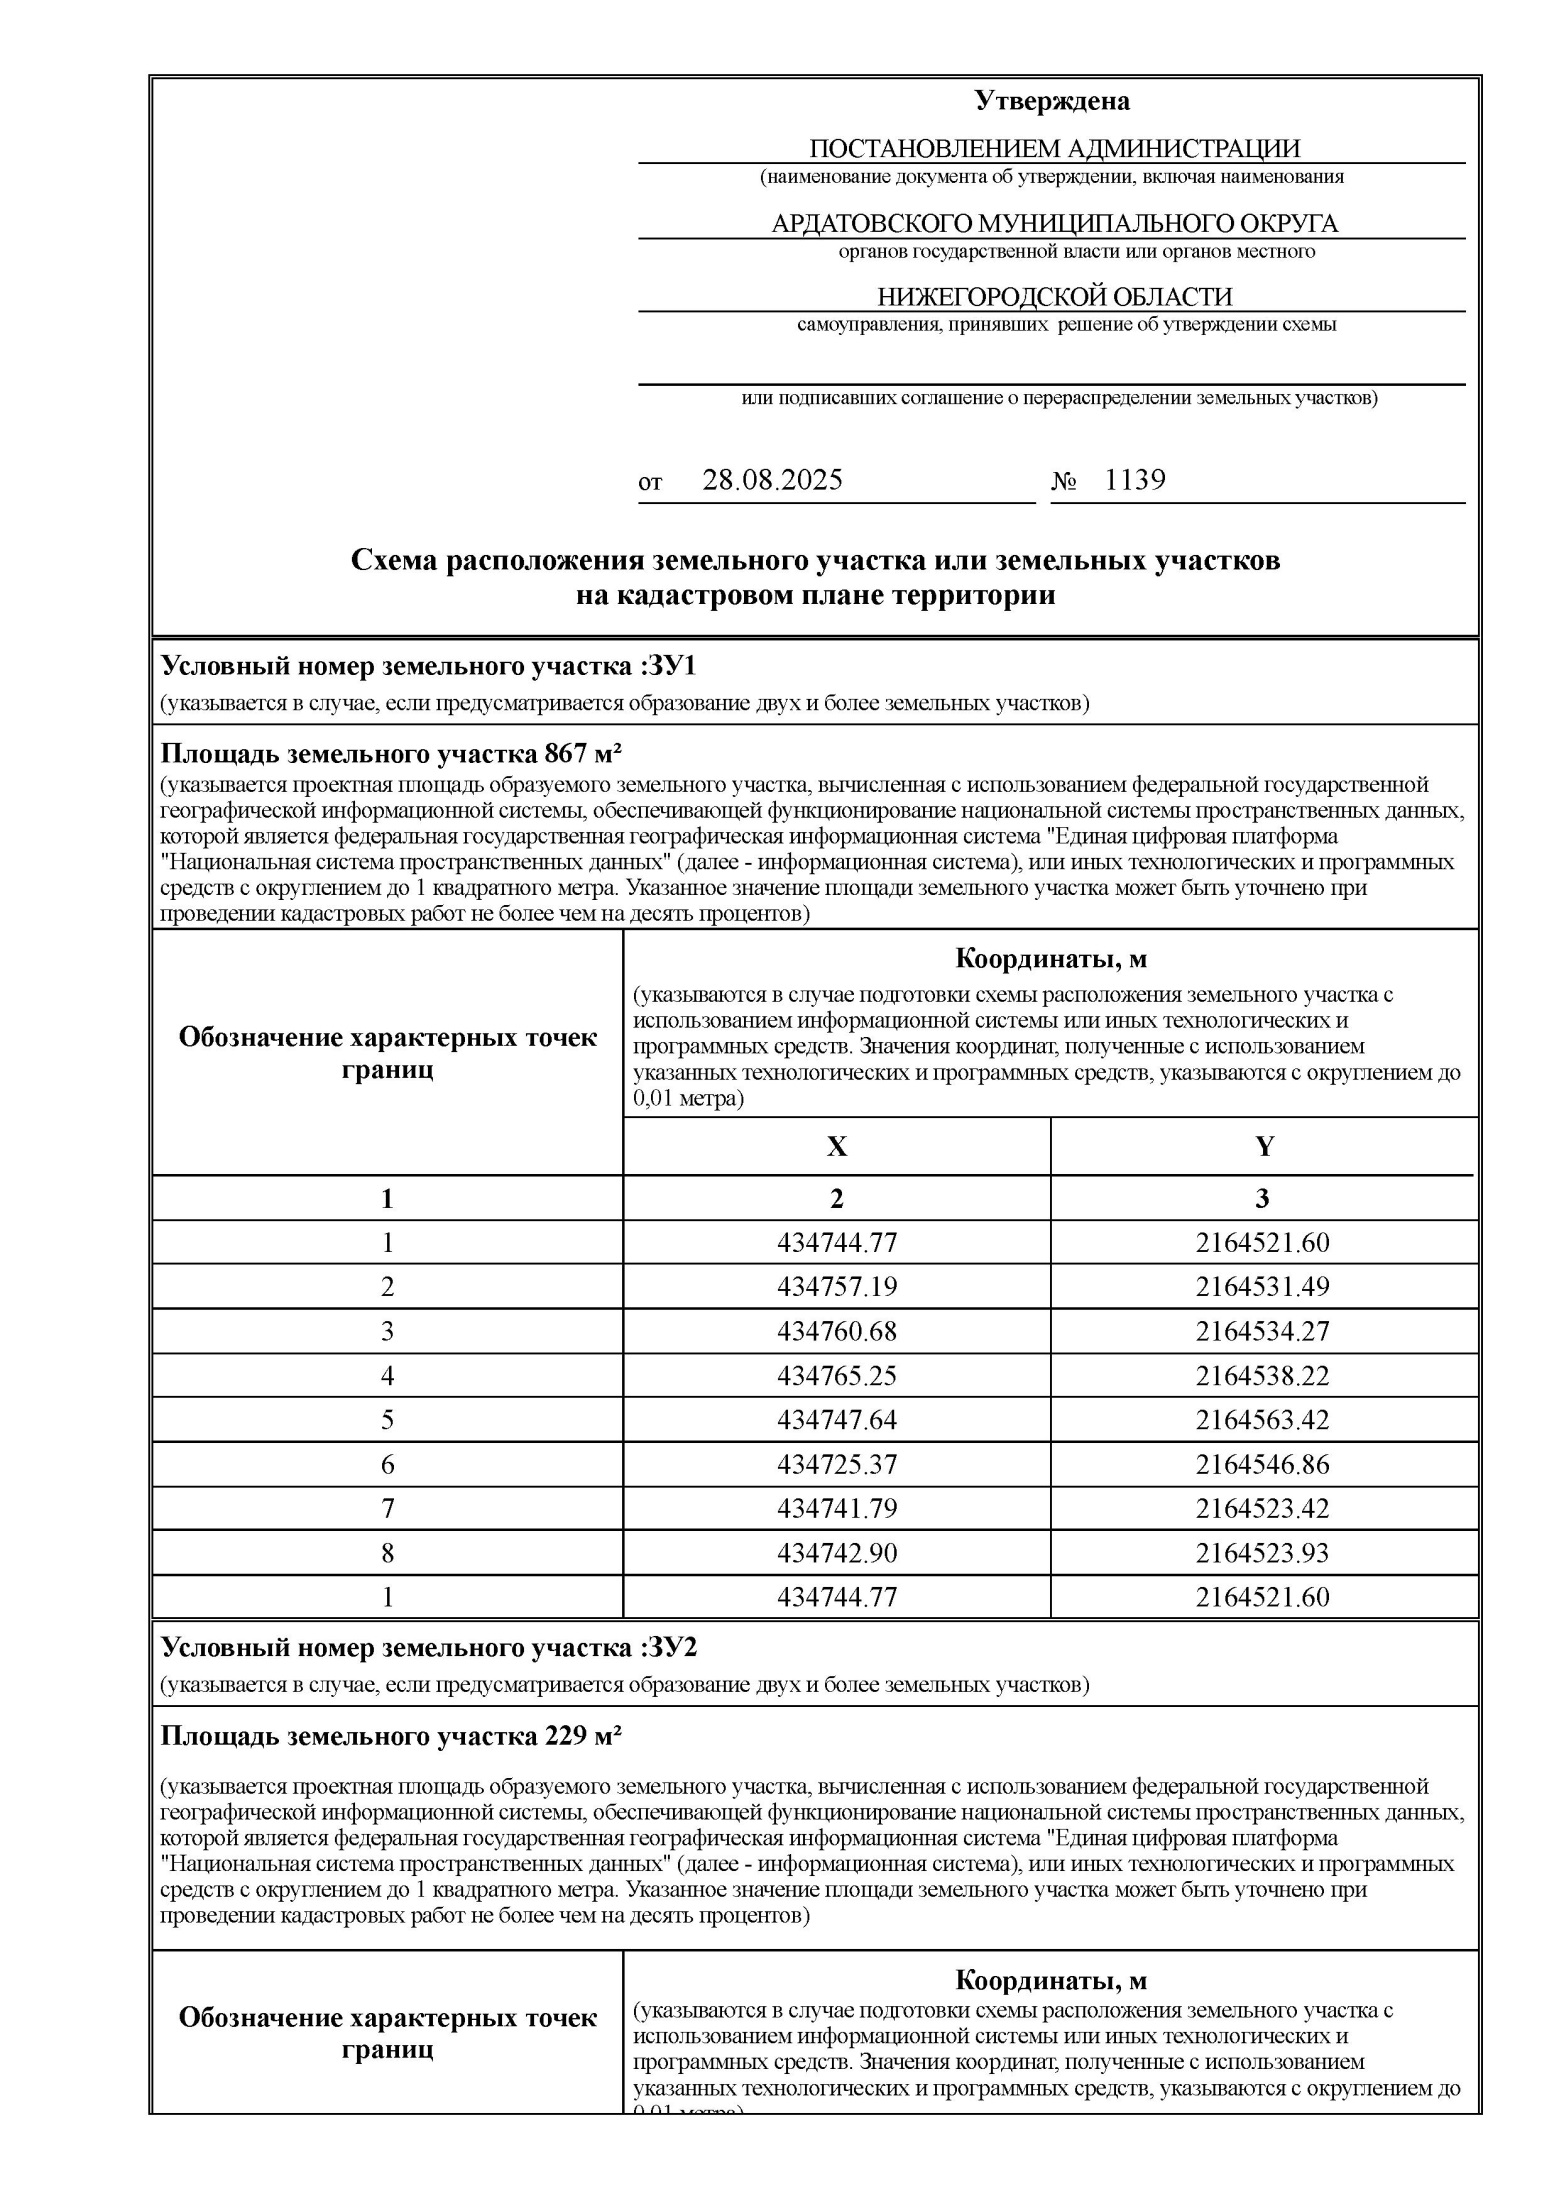 Утверждена
ПОСТАНОВЛЕНИЕМ АДМИНИСТРАЦИИ
(наименование документа об утверждении, включая наименования
АРДАТОВСКОГО МУНИЦИПАЛЬНОГО ОКРУГА
органов государственной власти или органов местного
НИЖЕГОРОДСКОЙ ОБЛАСТИ
самоуправления, принявших решение об утверждении схемы
или подписавших соглашение о перераспределении земельных участков)
от 28.08.2025 № 1139
Схема расположения земельного участка или земельных участков
на кадастровом плане территории
Условный номер земельного участка :ЗУ1
(указывается в случае, если предусматривается образование двух и более земельных участков)
Площадь земельного участка 867 м²
(указывается проектная площадь образуемого земельного участка, вычисленная с использованием федеральной государственной
географической информационной системы, обеспечивающей функционирование национальной системы пространственных данных,
которой является федеральная государственная географическая информационная система "Единая цифровая платформа
"Национальная система пространственных данных" (далее - информационная система), или иных технологических и программных
средств с округлением до 1 квадратного метра. Указанное значение площади земельного участка может быть уточнено при
проведении кадастровых работ не более чем на десять процентов)
Обозначение характерных точек
границ
Координаты, м
(указываются в случае подготовки схемы расположения земельного участка с
использованием информационной системы или иных технологических и
программных средств. Значения координат, полученные с использованием
указанных технологических и программных средств, указываются с округлением до
0,01 метра)
X Y
1 2 3
1 434744.77 2164521.60
2 434757.19 2164531.49
3 434760.68 2164534.27
4 434765.25 2164538.22
5 434747.64 2164563.42
6 434725.37 2164546.86
7 434741.79 2164523.42
8 434742.90 2164523.93
1 434744.77 2164521.60
Условный номер земельного участка :ЗУ2
(указывается в случае, если предусматривается образование двух и более земельных участков)
Площадь земельного участка 229 м²
(указывается проектная площадь образуемого земельного участка, вычисленная с использованием федеральной государственной
географической информационной системы, обеспечивающей функционирование национальной системы пространственных данных,
которой является федеральная государственная географическая информационная система "Единая цифровая платформа
"Национальная система пространственных данных" (далее - информационная система), или иных технологических и программных
средств с округлением до 1 квадратного метра. Указанное значение площади земельного участка может быть уточнено при
проведении кадастровых работ не более чем на десять процентов)
Обозначение характерных точек
границ
Координаты, м
(указываются в случае подготовки схемы расположения земельного участка с
использованием информационной системы или иных технологических и
программных средств. Значения координат, полученные с использованием
указанных технологических и программных средств, указываются с округлением до
0,01 метра)